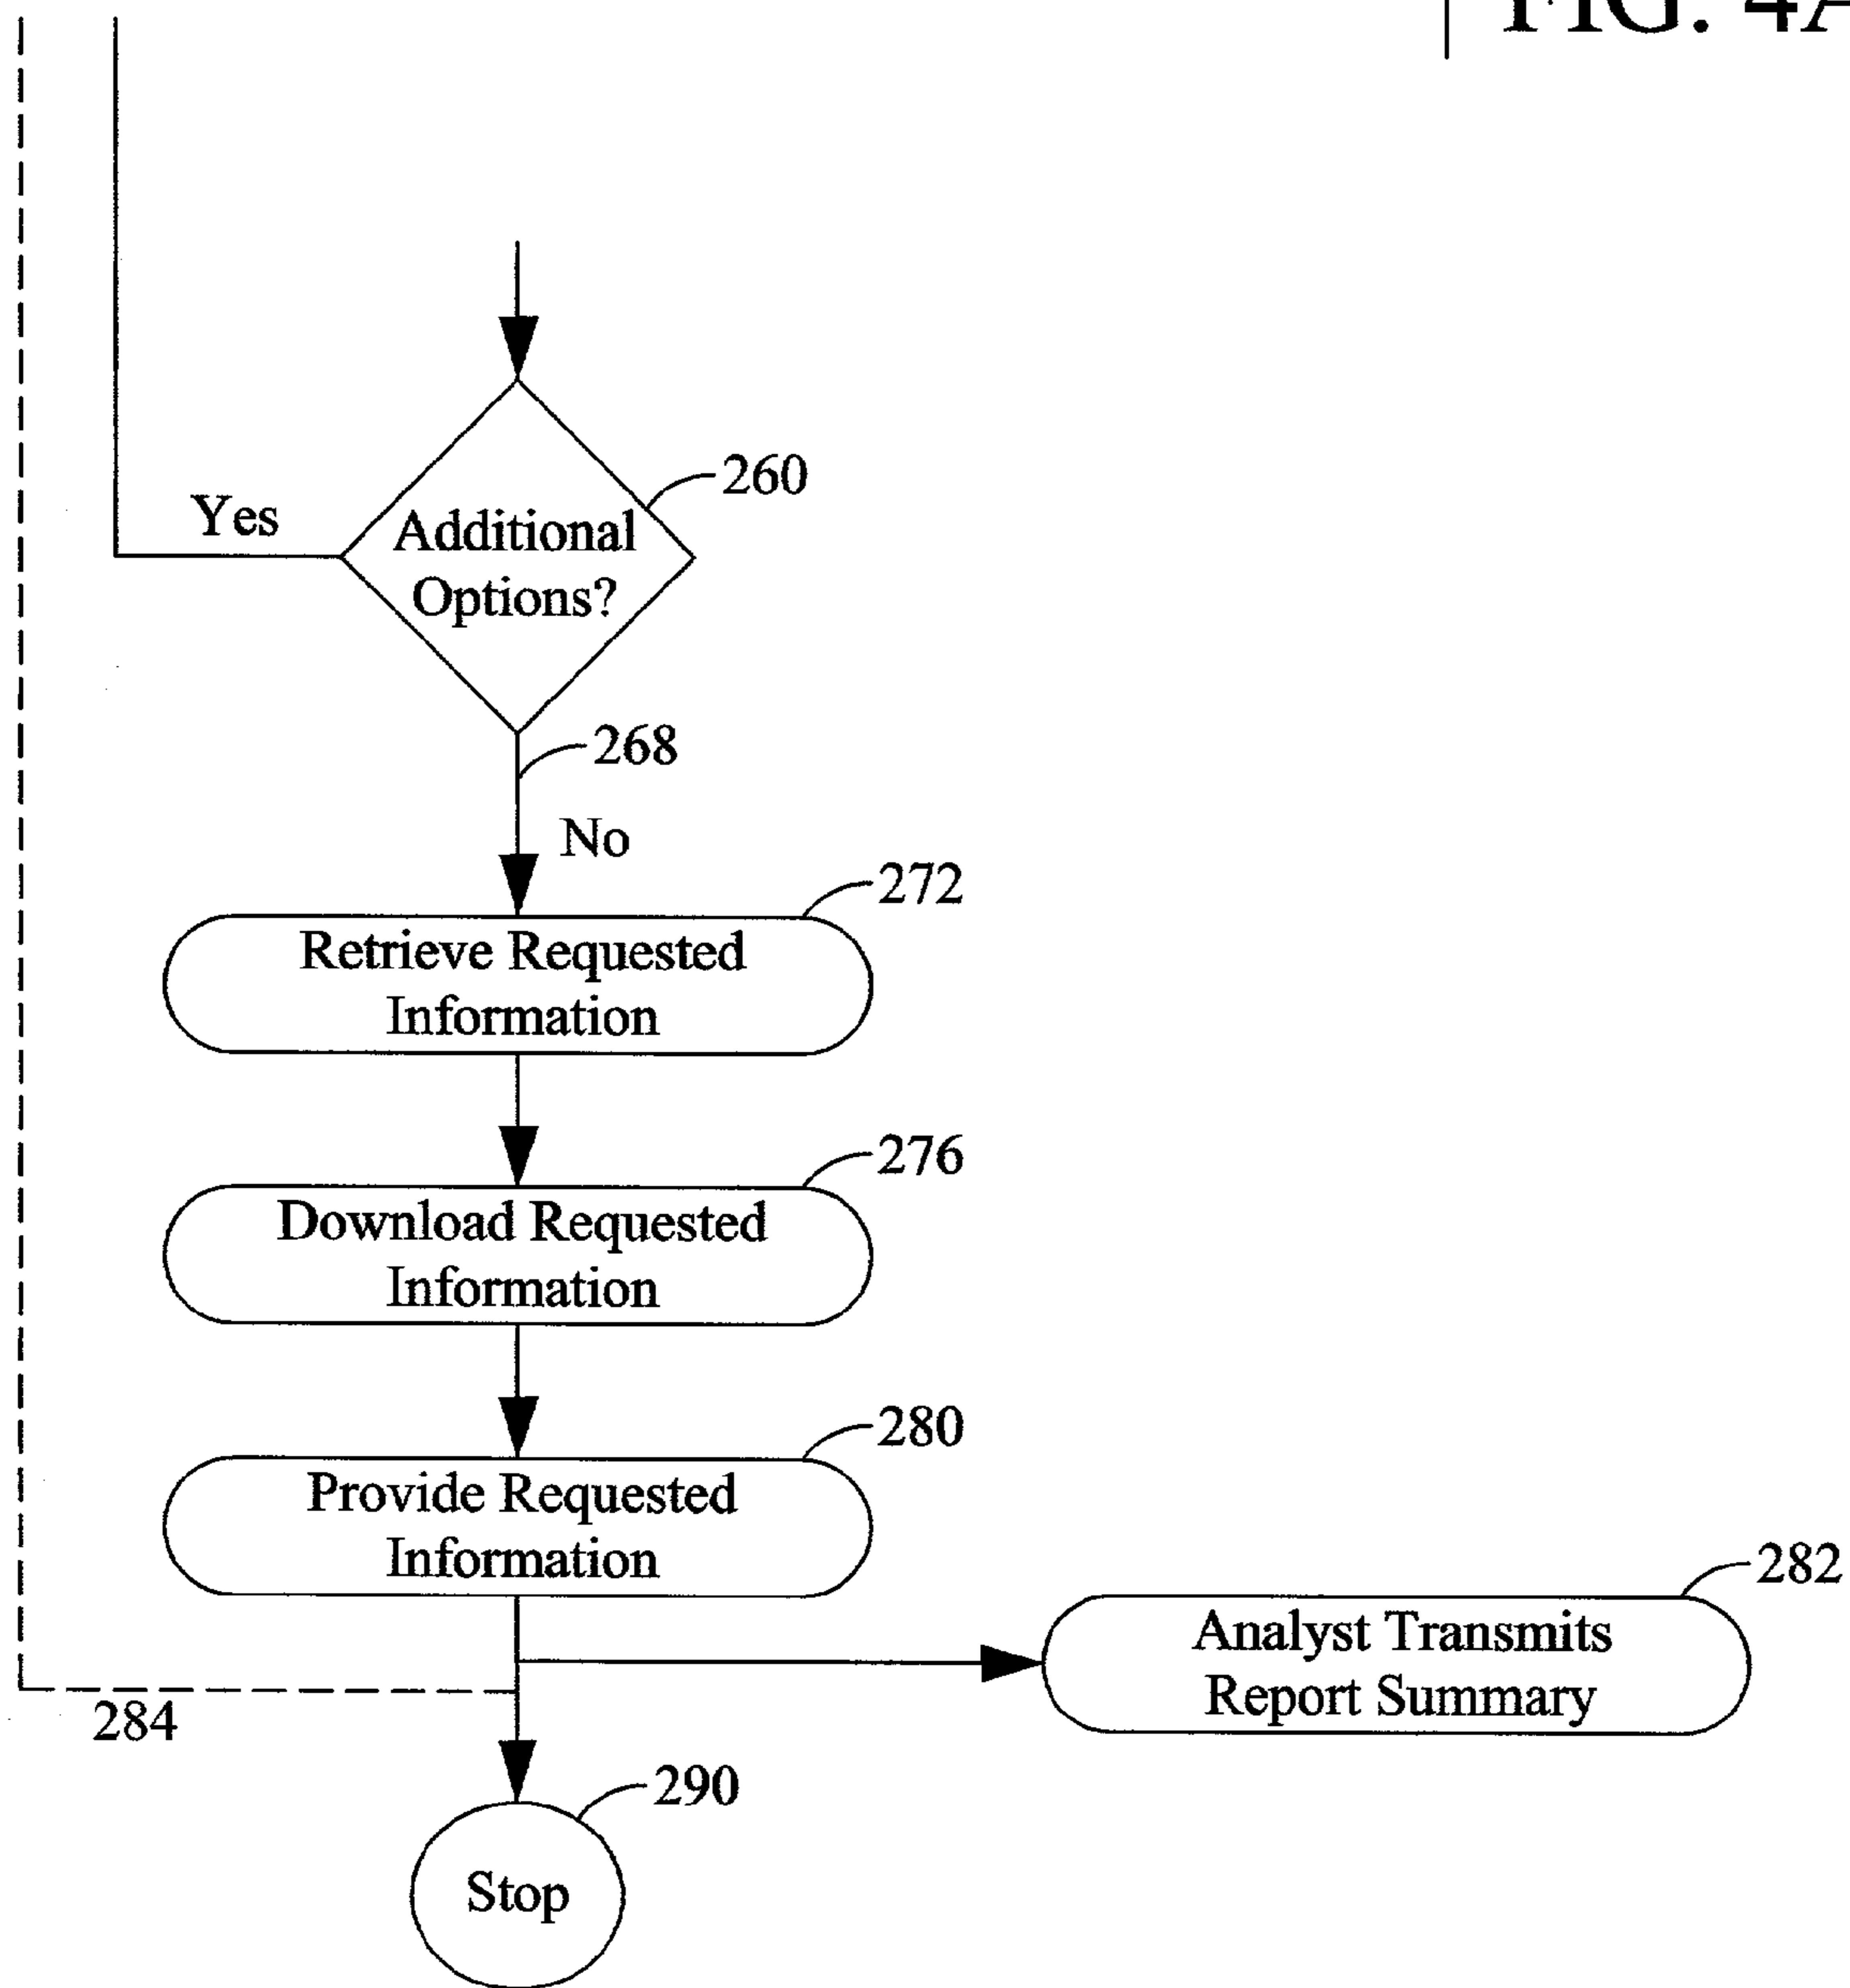 FIG. 4A
260
Yes
Additional
Options?
268
No
272
Retrieve Requested
Information
276
Download Requested
Information
280
Provide Requested
Information
282
Analyst Transmits
Report Summary
284
290
Stop